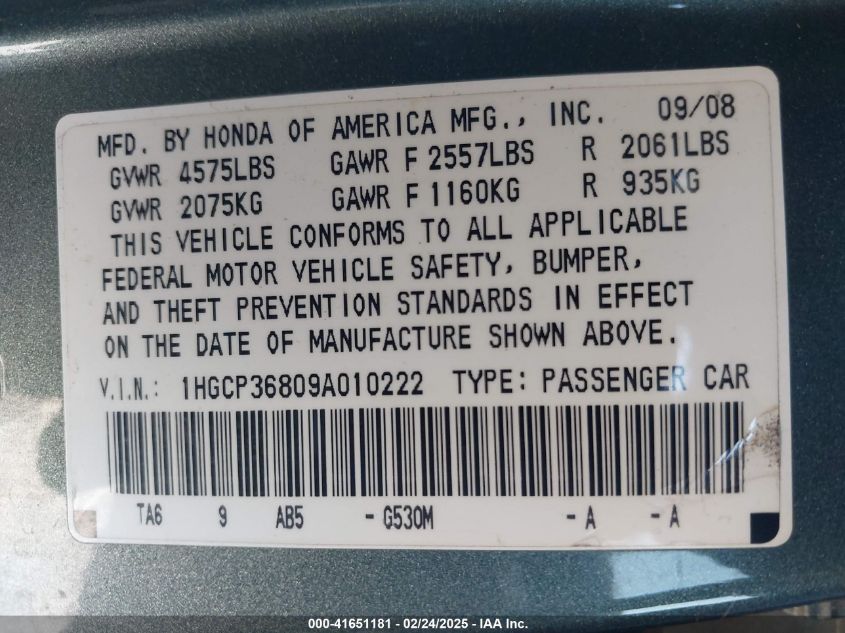 MFD. BY HONDA OF AMERICA MFG., INC. 09/08
GVWR 4575LBS GAWR F 2557LBS R 2061LBS
GVWR 2075KG GAWR F 1160KG R 935KG
THIS VEHICLE CONFORMS TO ALL APPLICABLE
FEDERAL MOTOR VEHICLE SAFETY, BUMPER,
AND THEFT PREVENTION STANDARDS IN EFFECT
ON THE DATE OF MANUFACTURE SHOWN ABOVE.
V.I.N.: 1HGCP36809A010222 TYPE: PASSENGER CAR
TA6 9 AB5 -G530M -A -A
000-41651181 - 02/24/2025 - IAA Inc.